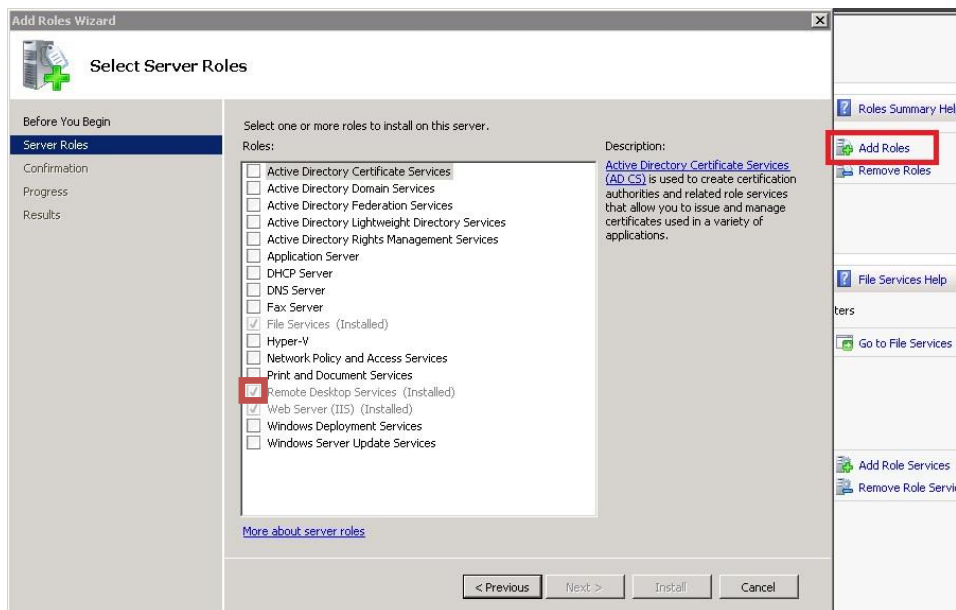 Add Roles Wizard
Select Server Roles
Before You Begin
Server Roles
Confirmation
Progress
Results
Select one or more roles to install on this server.
Roles:
Active Directory Certificate Services
Active Directory Domain Services
Active Directory Federation Services
Active Directory Lightweight Directory Services
Active Directory Rights Management Services
Application Server
DHCP Server
DNS Server
Fax Server
File Services (Installed)
Hyper-V
Network Policy and Access Services
Print and Document Services
Remote Desktop Services (Installed)
Web Server (IIS) (Installed)
Windows Deployment Services
Windows Server Update Services
More about server roles
Description:
Active Directory Certificate Services
(AD CS) is used to create certification
authorities and related role services
that allow you to issue and manage
certificates used in a variety of
applications.
< Previous
Next >
Install
Cancel
Roles Summary Hel
Add Roles
Remove Roles
File Services Help
ters
Go to File Services
Add Role Services
Remove Role Servi